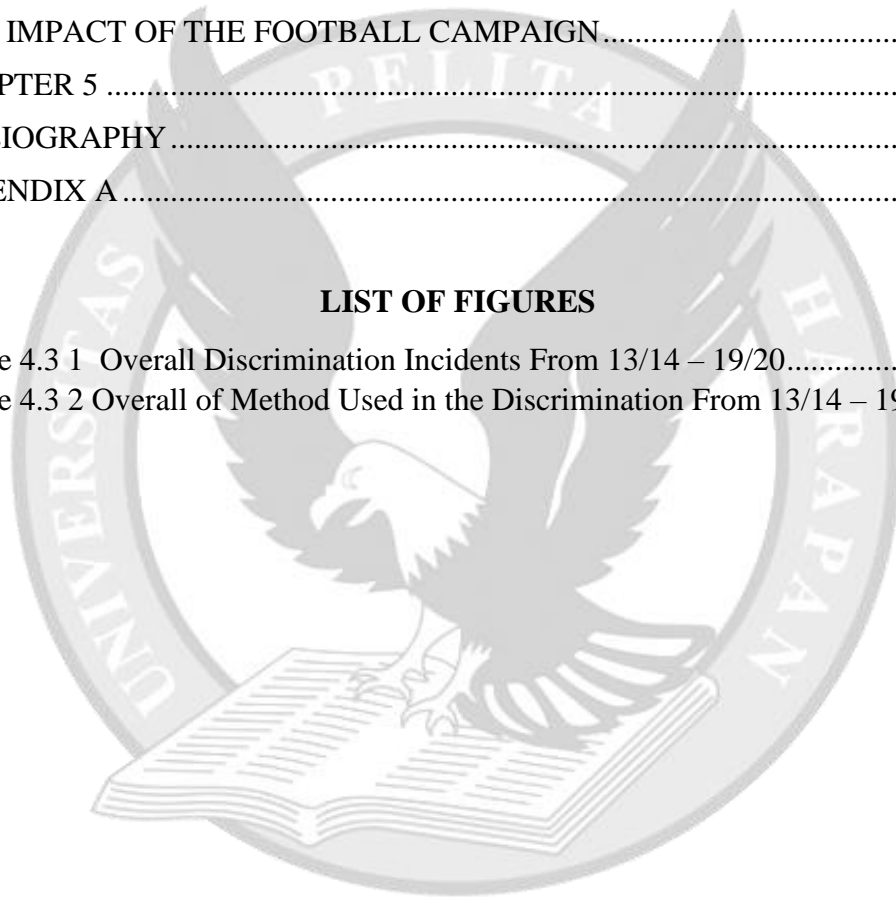 IMPACT OF THE FOOTBALL CAMPAIGN................................
PTER 5 ................................
IOGRAPHY................................
ENDIX A................................
LIST OF FIGURES
e 4.3 1 Overall Discrimination Incidents From 13/14 – 19/20................
e 4.3 2 Overall of Method Used in the Discrimination From 13/14 – 19
UNIVERSITAS PELITA HARAPAN